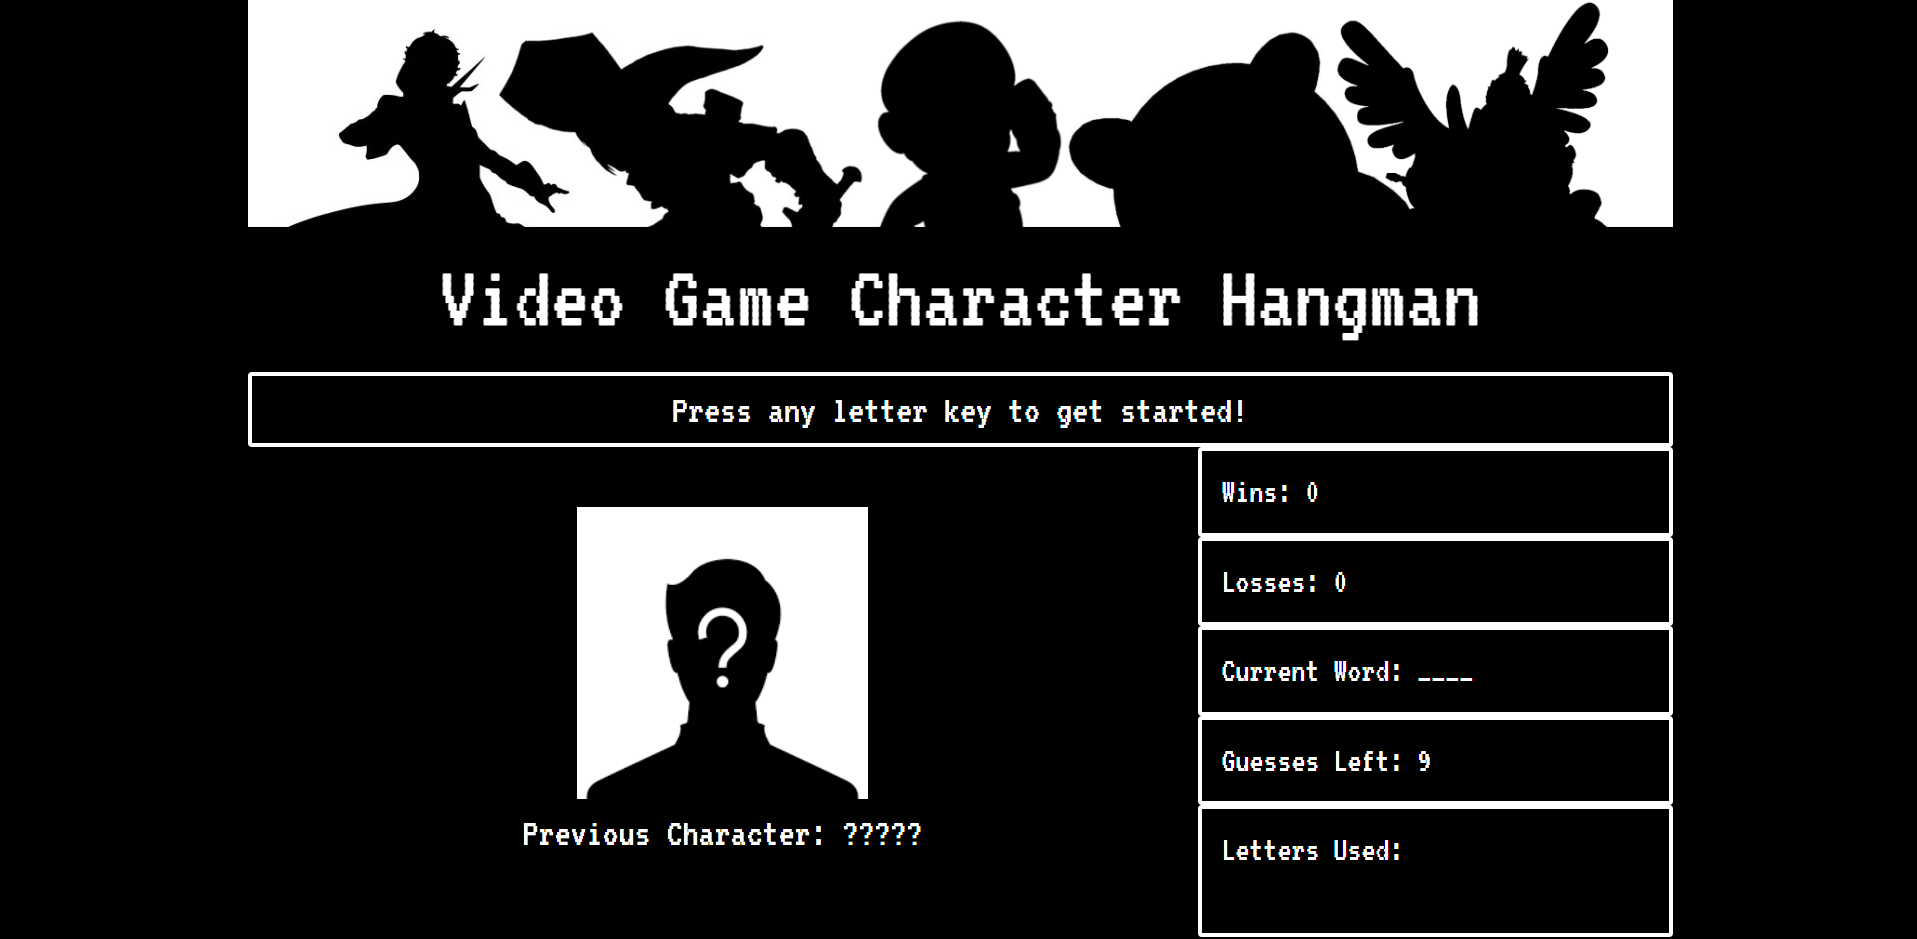 Video Game Character Hangman
Press any letter key to get started!
Wins: 0
Losses: 0
Current Word: ____
Guesses Left: 9
Letters Used:
?
Previous Character: ?????